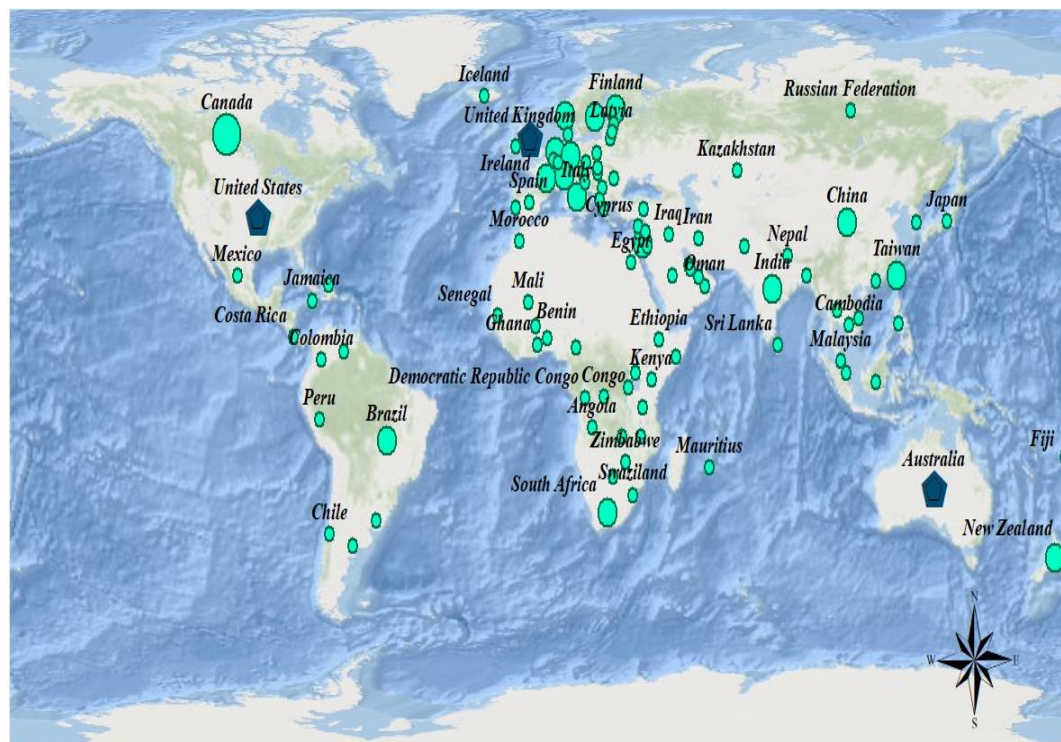 Iceland
Finland
Russian Federation
Canada
United Kingdom
Latvia
Ireland
Italy
Kazakhstan
United States
Spain
China
Morocco
Cyprus
Iraq
Iran
Japan
Mexico
Egypt
Nepal
Taiwan
Jamaica
Mali
Oman
India
Costa Rica
Senegal
Benin
Ghana
Ethiopia
Sri Lanka
Cambodia
Colombia
Malaysia
Kenya
Democratic Republic Congo
Congo
Peru
Angola
Brazil
Zimbabwe
Mauritius
Fiji
Australia
Swaziland
South Africa
Chile
New Zealand
N
W
E
S